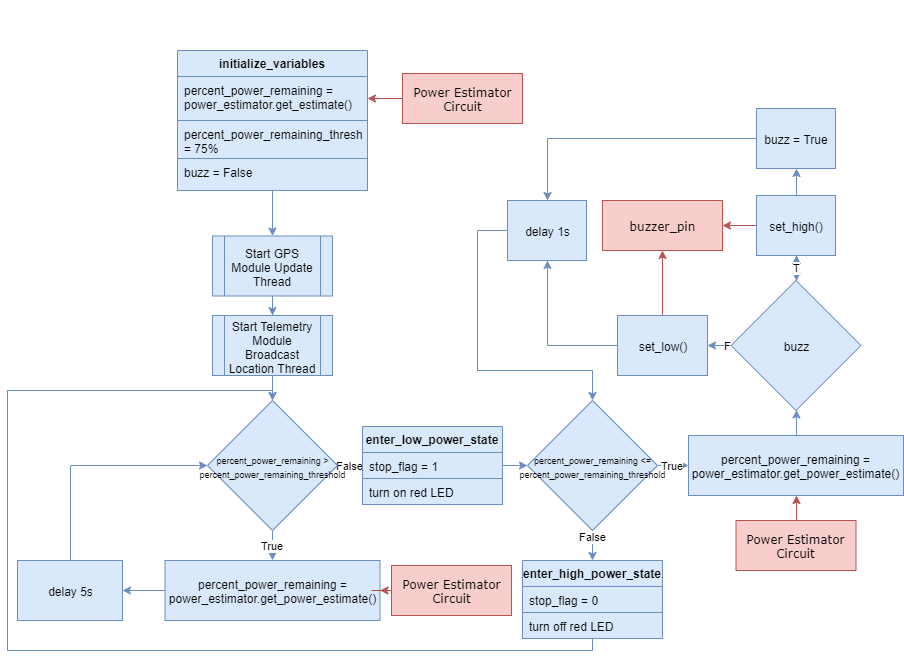 initialize_variables
percent_power_remaining =
power_estimator.get_estimate()
percent_power_remaining_thresh
= 75%
buzz = False
Power Estimator
Circuit
Start GPS
Module Update
Thread
Start Telemetry
Module
Broadcast
Location Thread
buzz = True
delay 1s
buzzer_pin
set_high()
T
set_low()
F
buzz
percent_power_remaining >
percent_power_remaining_threshold
False
enter_low_power_state
stop_flag = 1
turn on red LED
percent_power_remaining <=
percent_power_remaining_threshold
True
percent_power_remaining =
power_estimator.get_power_estimate()
Power Estimator
Circuit
True
False
delay 5s
percent_power_remaining =
power_estimator.get_power_estimate()
Power Estimator
Circuit
enter_high_power_state
stop_flag = 0
turn off red LED